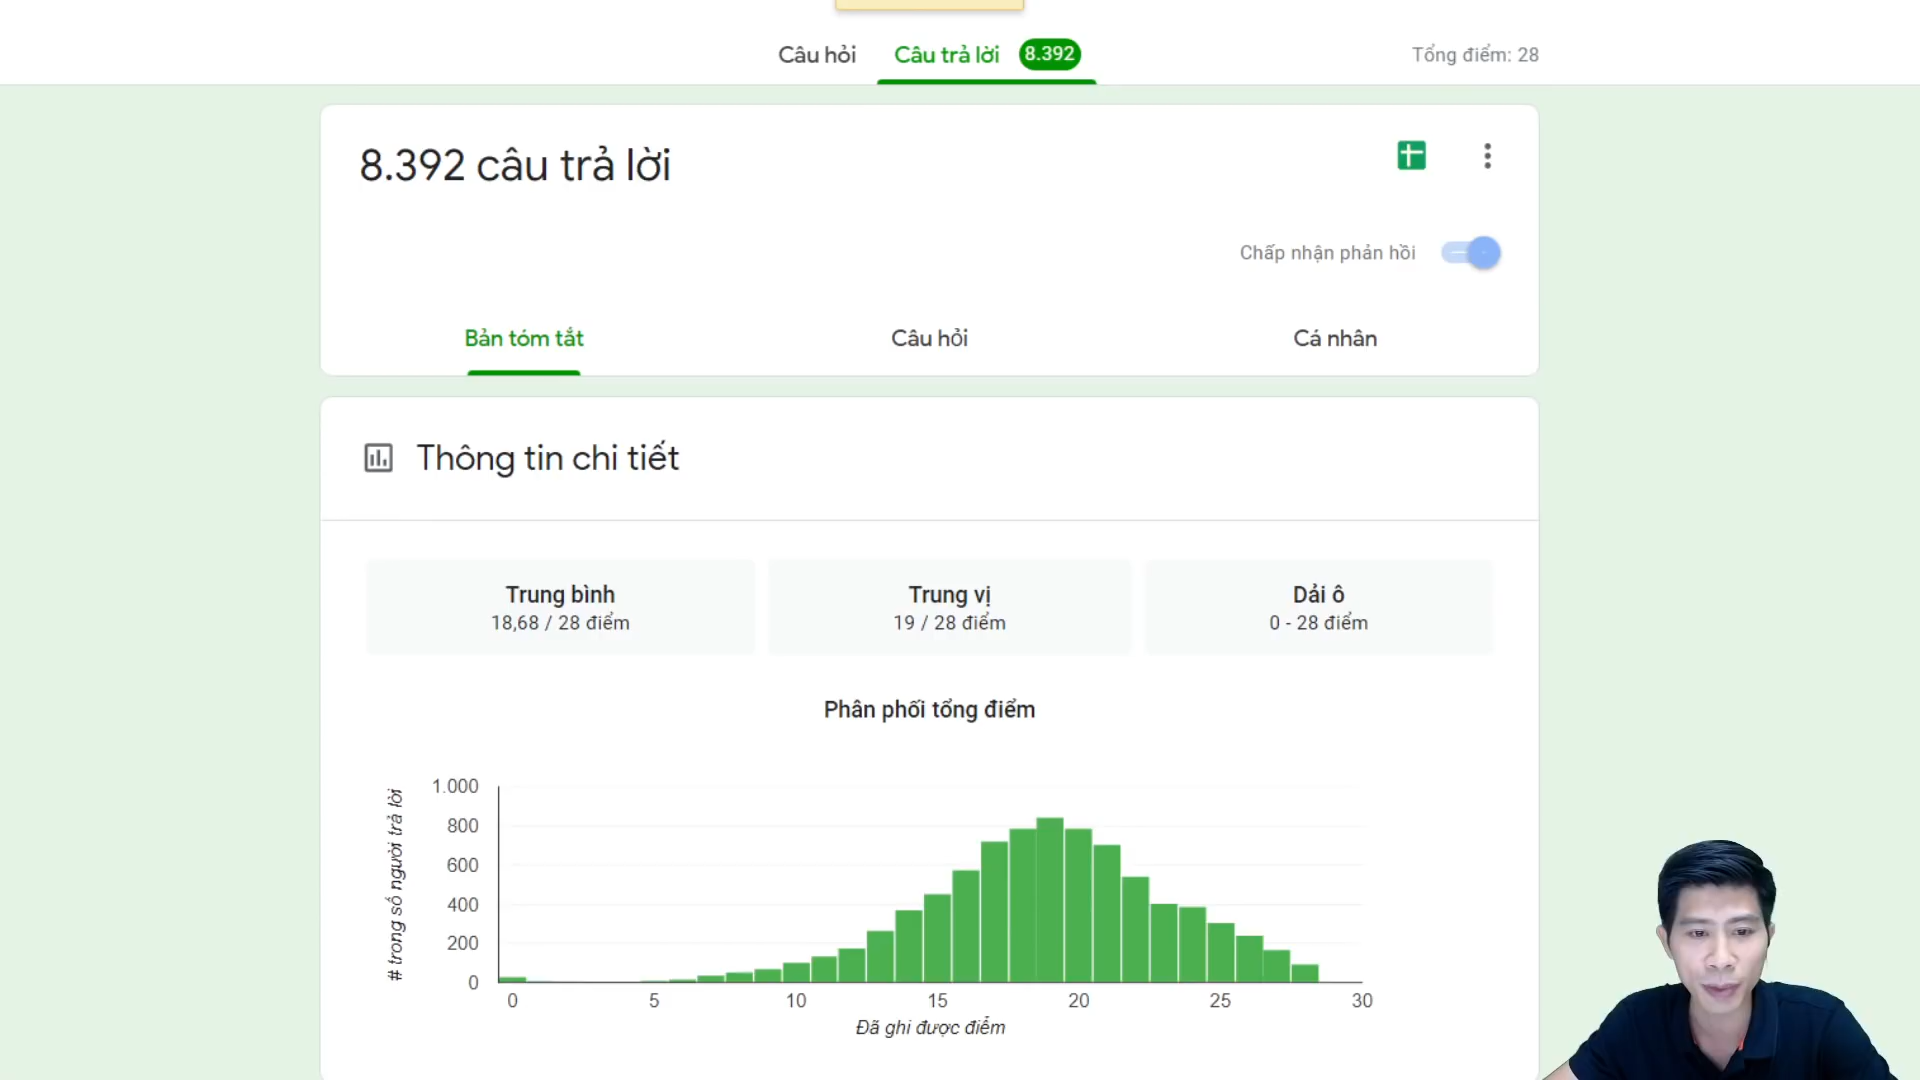 Câu hỏi
Câu trả lời
8.392
Tổng điểm: 28
8.392 câu trả lời
Chấp nhận phản hồi
Bản tóm tắt
Câu hỏi
Cá nhân
Thông tin chi tiết
Trung bình
18,68 / 28 điểm
Trung vị
19 / 28 điểm
Dải ô
0 - 28 điểm
Phân phối tổng điểm
# trong số người trả lời
1.000
800
600
400
200
0
0 5 10 15 20 25 30
Đã ghi được điểm